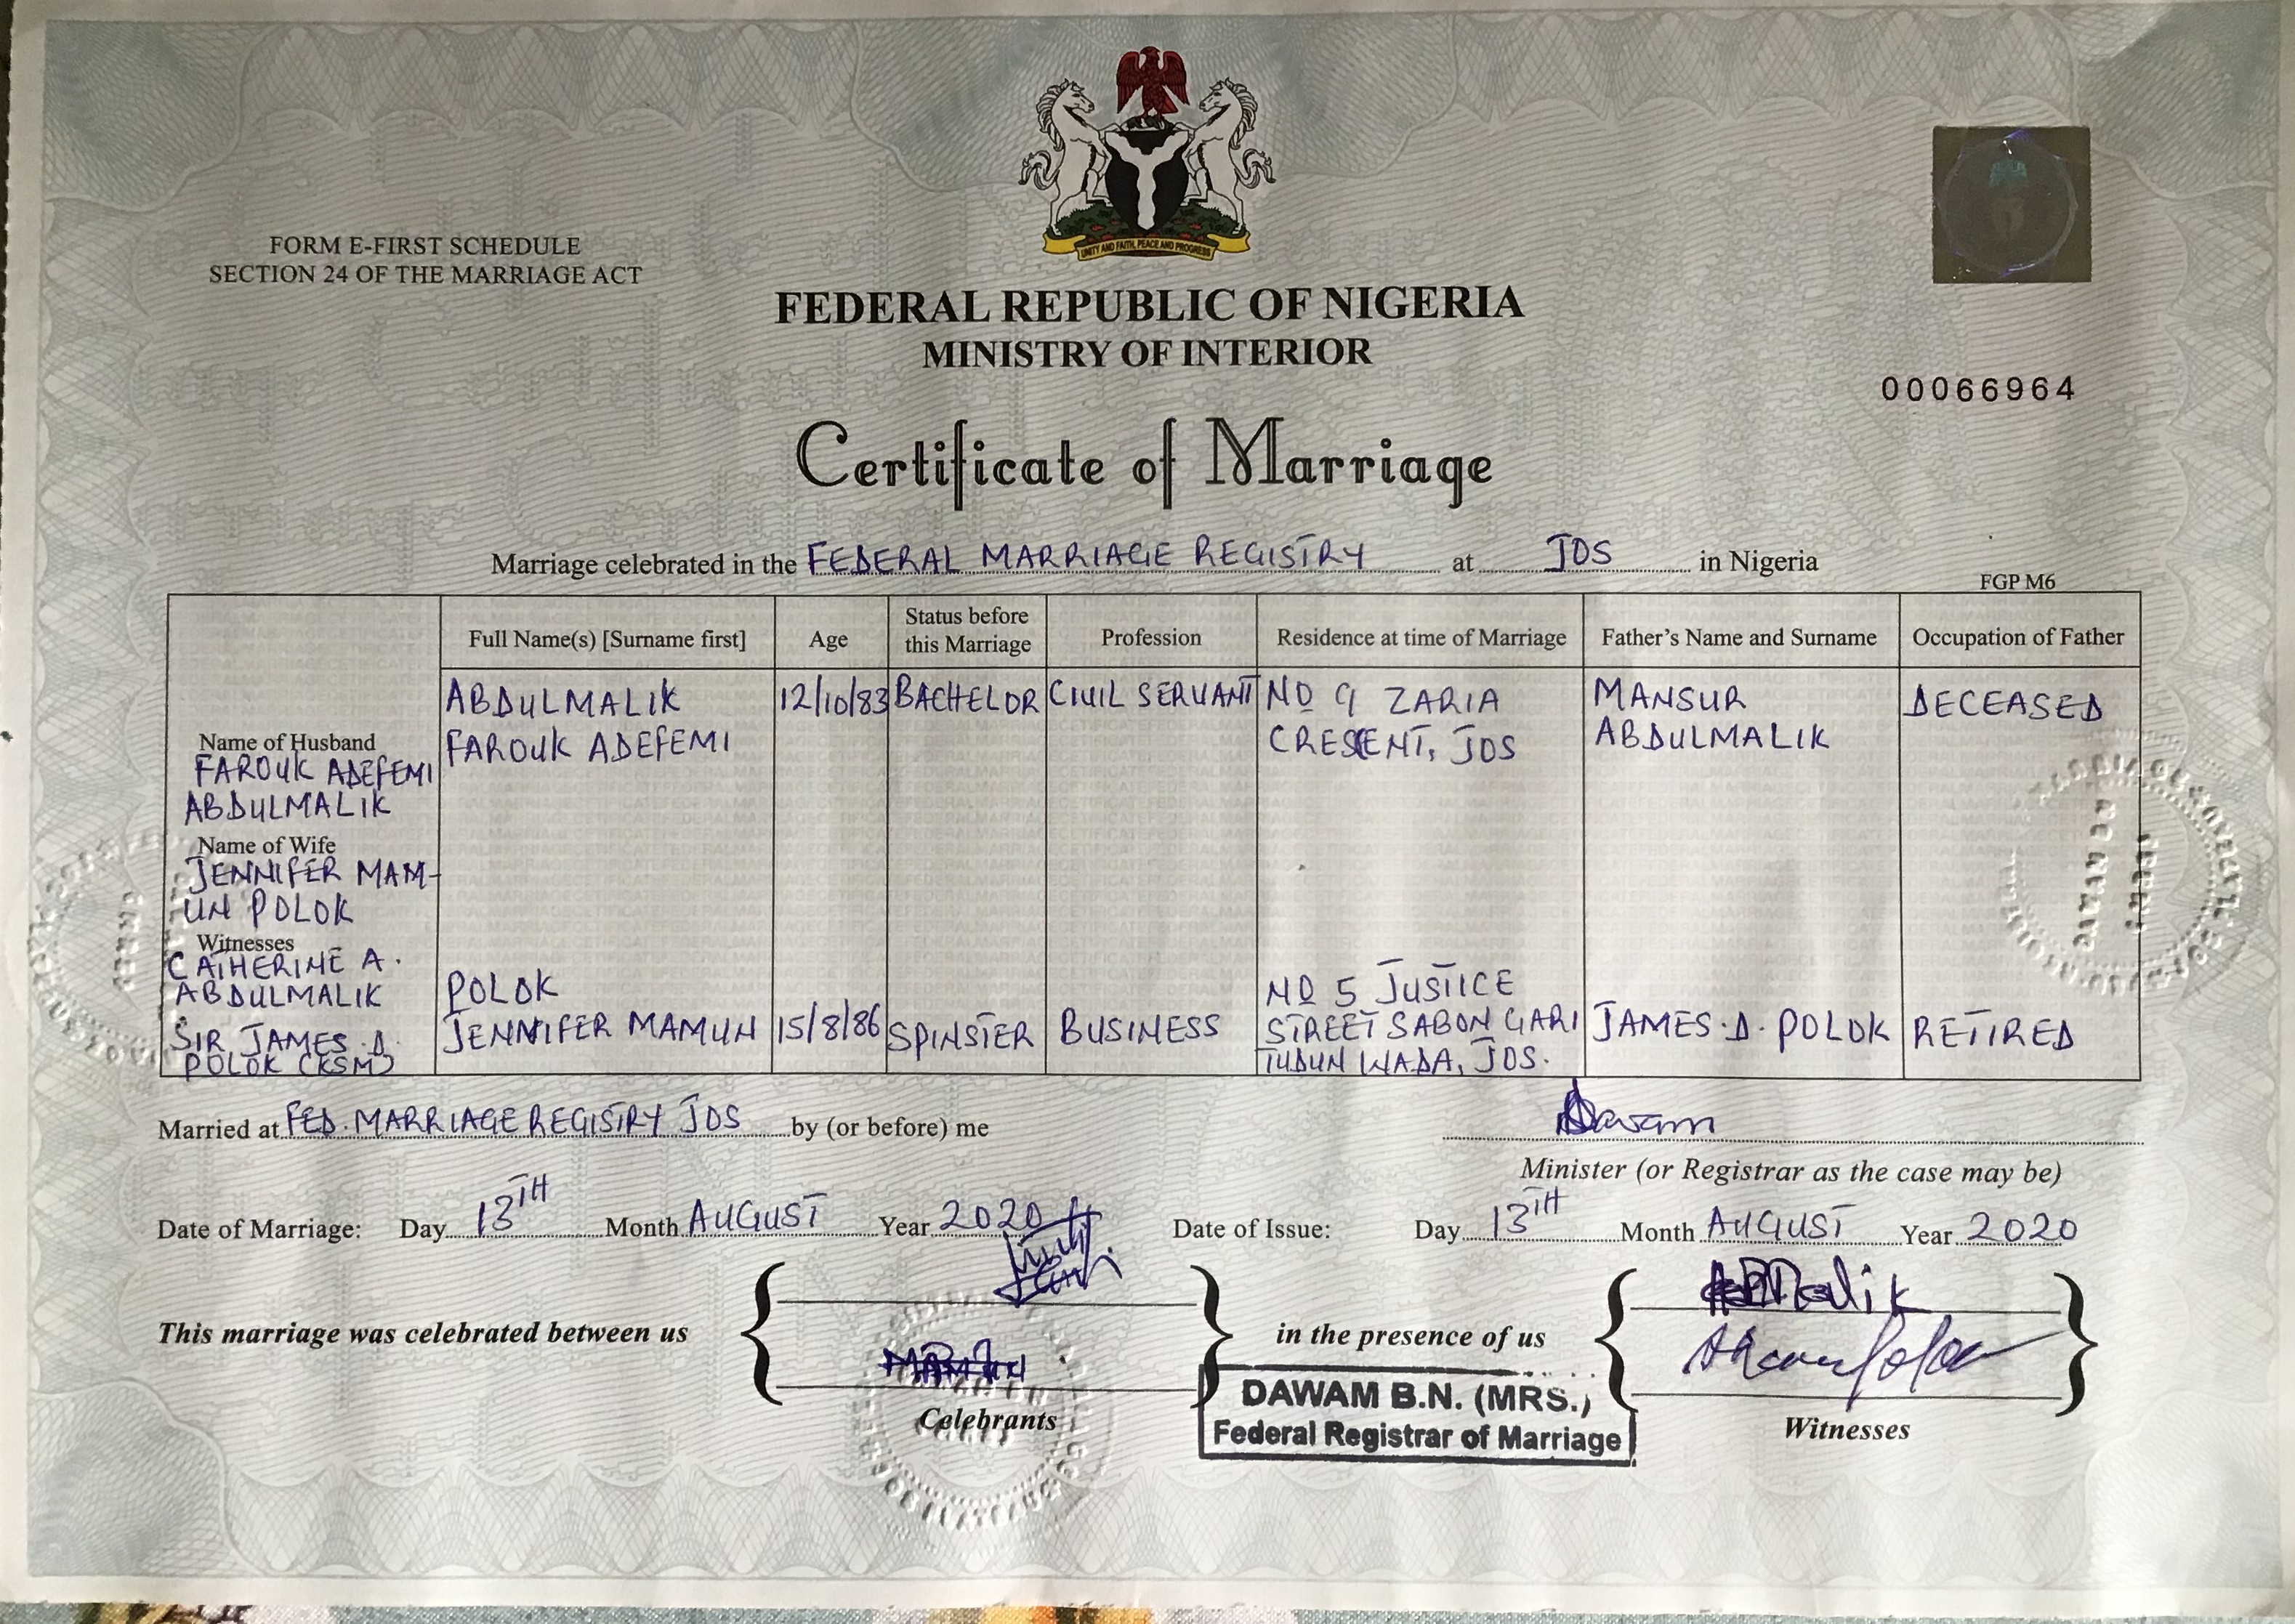 UNITY AND FAITH, PEACE AND PROGRESS
FORM E-FIRST SCHEDULE
SECTION 24 OF THE MARRIAGE ACT
FEDERAL REPUBLIC OF NIGERIA
MINISTRY OF INTERIOR
00066964
Certificate of Marriage
Marriage celebrated in the FEDERAL MARRIAGE REGISTRY at JOS in Nigeria
FGP M6
Full Name(s) [Surname first] Age Status before this Marriage Profession Residence at time of Marriage Father's Name and Surname Occupation of Father
ABDULMALIK 12/10/83 BACHELOR CIVIL SERVANT NO 9 ZARIA MANSUR DECEASED
FAROUK ADEFEMI CRESCENT, JOS ABDULMALIK
Name of Husband
FAROUK ADEFEMI
ABDULMALIK
Name of Wife
JENNIFER MAM-
UN POLOK
Witnesses
CATHERINE A.
ABDULMALIK POLOK NO 5 JUSTICE
SIR JAMES .D. JENNIFER MAMUN 15/8/86 SPINSTER BUSINESS STREET SABON GARI JAMES .D. POLOK RETIRED
POLOK (KSM) TUDUN WADA, JOS.
Married at FED. MARRIAGE REGISTRY JOS by (or before) me Dawam
Minister (or Registrar as the case may be)
Date of Marriage: Day 13TH Month AUGUST Year 2020 Date of Issue: Day 13TH Month AUGUST Year 2020
This marriage was celebrated between us in the presence of us
DAWAM B.N. (MRS.)
Federal Registrar of Marriage
Celebrants Witnesses